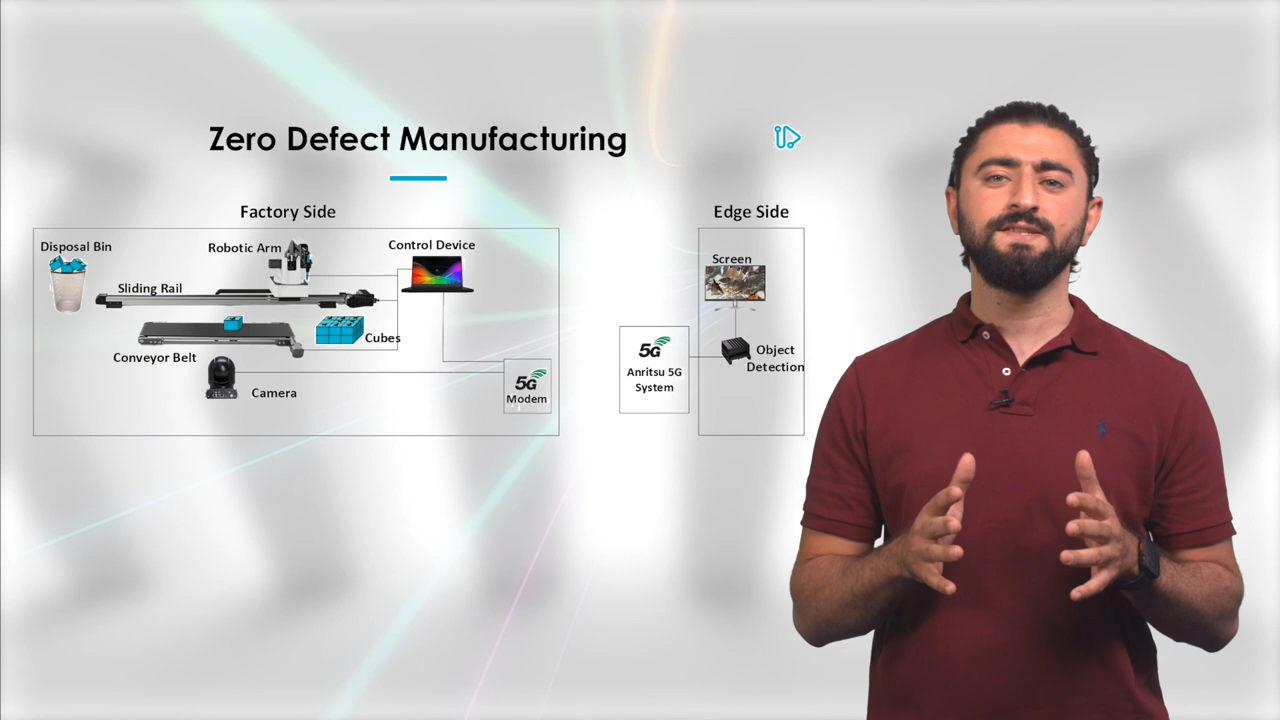 Zero Defect Manufacturing
Factory Side
Disposal Bin
Robotic Arm
Control Device
Sliding Rail
Cubes
Conveyor Belt
Camera
5G
Modem
Edge Side
Screen
5G
Anritsu 5G
System
Object
Detection